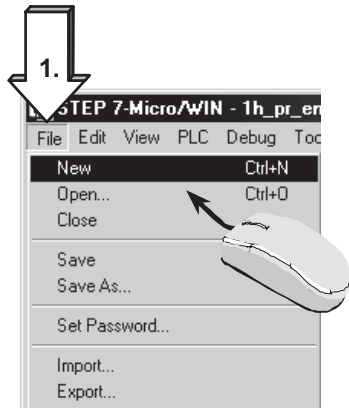 1.
STEP 7-Micro/WIN - 1h_pr_en
File Edit View PLC Debug
New Ctrl+N
Open... Ctrl+O
Close
Save
Save As...
Set Password...
Import...
Export...